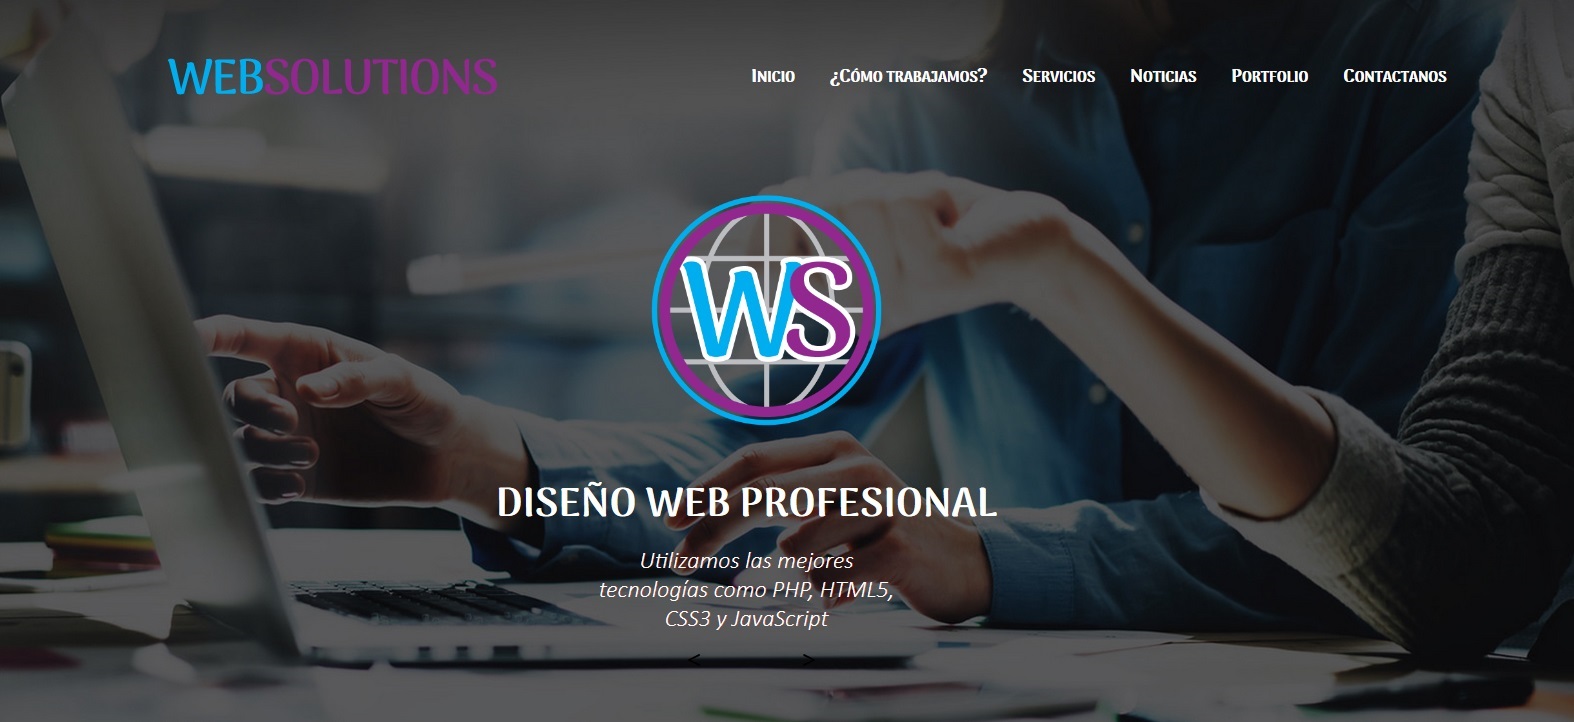 WEBSOLUTIONS
Inicio ¿Cómo trabajamos? Servicios Noticias Portfolio Contactanos
WS
DISEÑO WEB PROFESIONAL
Utilizamos las mejores
tecnologías como PHP, HTML5,
CSS3 y JavaScript
< >